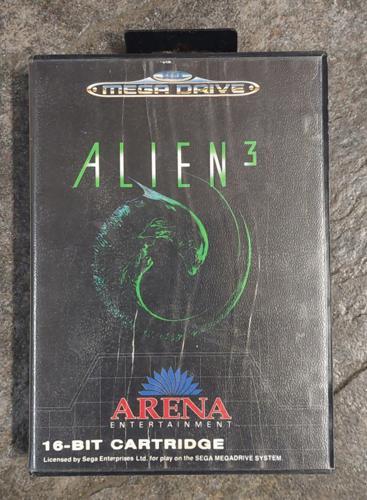 MEGA DRIVE
ALIEN³
ARENA
ENTERTAINMENT
16-BIT CARTRIDGE
Licensed by Sega Enterprises Ltd. for play on the SEGA MEGADRIVE SYSTEM.